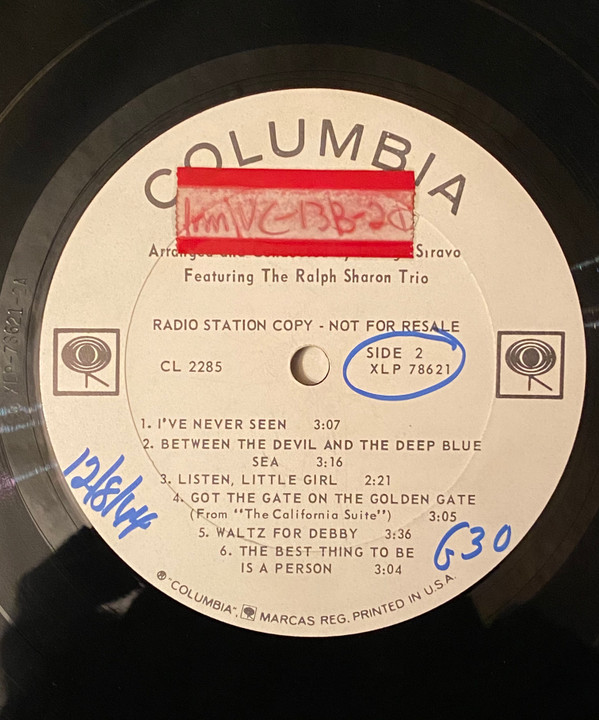 COLUMBIA
Arranged and Siravo
Featuring The Ralph Sharon Trio
RADIO STATION COPY - NOT FOR RESALE
CL 2285
SIDE 2
XLP 78621
1. I'VE NEVER SEEN 3:07
2. BETWEEN THE DEVIL AND THE DEEP BLUE
SEA 3:16
3. LISTEN, LITTLE GIRL 2:21
4. GOT THE GATE ON THE GOLDEN GATE
(From "The California Suite") 3:05
5. WALTZ FOR DEBBY 3:36
6. THE BEST THING TO BE
IS A PERSON 3:04
12/8/64
G30
℗ "COLUMBIA", MARCAS REG. PRINTED IN U.S.A.